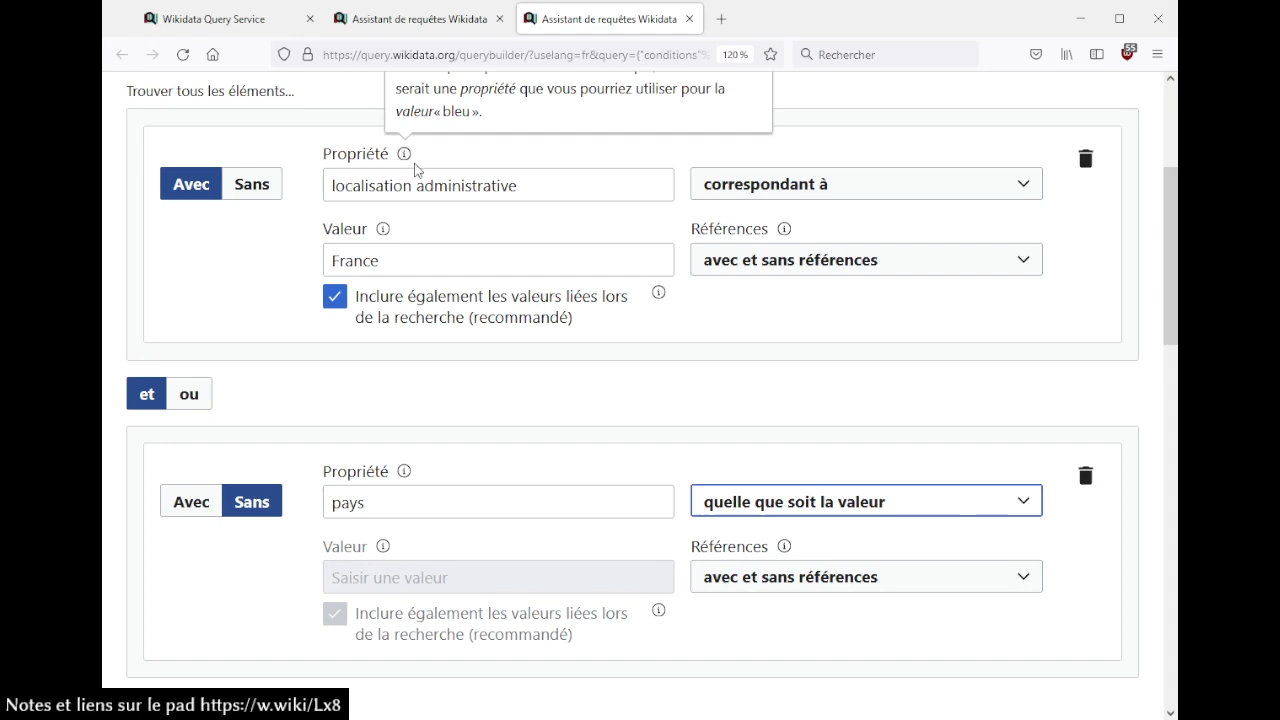 Wikidata Query Service
Assistant de requêtes Wikidata
Assistant de requêtes Wikidata
https://query.wikidata.org/querybuilder/?uselang=fr&query={"conditions"%
120 %
Rechercher
55
Trouver tous les éléments...
serait une propriété que vous pourriez utiliser pour la
valeur« bleu ».
Propriété
Avec Sans
localisation administrative
correspondant à
Valeur
Références
France
avec et sans références
Inclure également les valeurs liées lors
de la recherche (recommandé)
et ou
Propriété
Avec Sans
pays
quelle que soit la valeur
Valeur
Références
Saisir une valeur
avec et sans références
Inclure également les valeurs liées lors
de la recherche (recommandé)
Notes et liens sur le pad https://w.wiki/Lx8